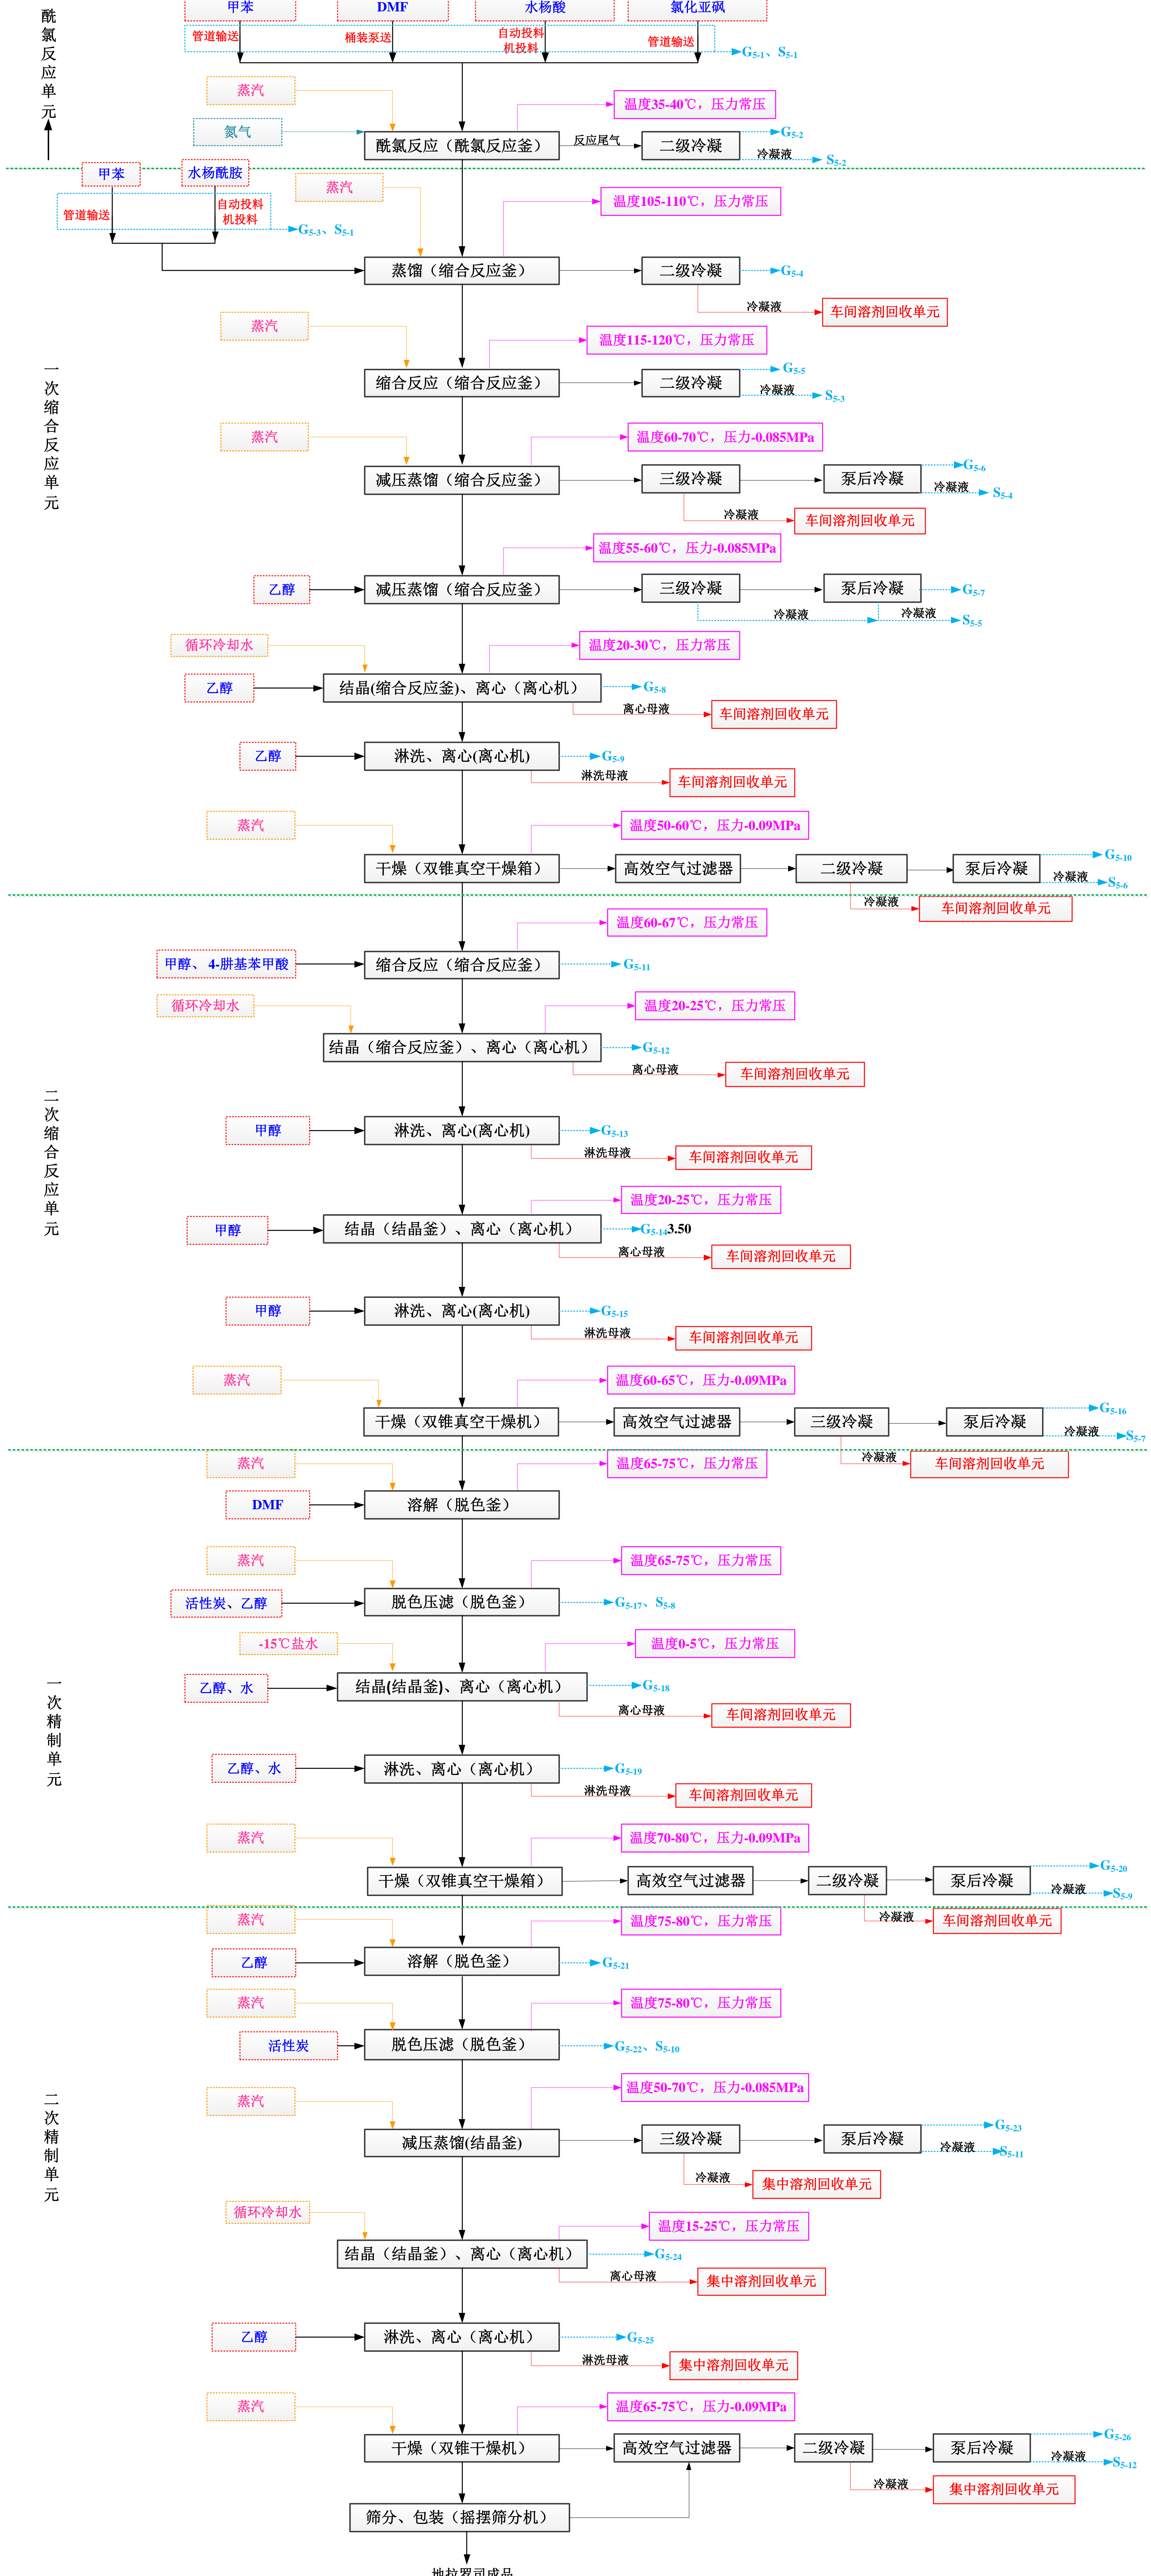 甲苯
DMF
水杨酸
氯化亚砜
管道输送
桶装泵送
自动投料
机投料
管道输送
G5-1、S5-1
酰氯反应单元
蒸汽
温度35-40℃，压力常压
氮气
酰氯反应（酰氯反应釜）
反应尾气
二级冷凝
G5-2
冷凝液
S5-2
甲苯
水杨酰胺
管道输送
自动投料
机投料
G5-3、S5-1
蒸汽
温度105-110℃，压力常压
蒸馏（缩合反应釜）
二级冷凝
G5-4
冷凝液
车间溶剂回收单元
一次缩合反应单元
蒸汽
温度115-120℃，压力常压
缩合反应（缩合反应釜）
二级冷凝
G5-5
冷凝液
S5-3
蒸汽
温度60-70℃，压力-0.085MPa
减压蒸馏（缩合反应釜）
三级冷凝
泵后冷凝
G5-6
冷凝液
S5-4
冷凝液
车间溶剂回收单元
温度55-60℃，压力-0.085MPa
乙醇
减压蒸馏（缩合反应釜）
三级冷凝
泵后冷凝
G5-7
冷凝液
冷凝液
S5-5
循环冷却水
温度20-30℃，压力常压
乙醇
结晶(缩合反应釜)、离心（离心机）
G5-8
离心母液
车间溶剂回收单元
乙醇
淋洗、离心(离心机)
G5-9
淋洗母液
车间溶剂回收单元
蒸汽
温度50-60℃，压力-0.09MPa
干燥（双锥真空干燥箱）
高效空气过滤器
二级冷凝
泵后冷凝
G5-10
冷凝液
S5-6
冷凝液
车间溶剂回收单元
二次缩合反应单元
温度60-67℃，压力常压
甲醇、 4-肼基苯甲酸
缩合反应（缩合反应釜）
G5-11
循环冷却水
温度20-25℃，压力常压
结晶（缩合反应釜）、离心（离心机）
G5-12
离心母液
车间溶剂回收单元
甲醇
淋洗、离心(离心机)
G5-13
淋洗母液
车间溶剂回收单元
温度20-25℃，压力常压
甲醇
结晶（结晶釜）、离心（离心机）
G5-143.50
离心母液
车间溶剂回收单元
甲醇
淋洗、离心(离心机)
G5-15
淋洗母液
车间溶剂回收单元
蒸汽
温度60-65℃，压力-0.09MPa
干燥（双锥真空干燥机）
高效空气过滤器
三级冷凝
泵后冷凝
G5-16
冷凝液
S5-7
冷凝液
车间溶剂回收单元
一次精制单元
蒸汽
温度65-75℃，压力常压
DMF
溶解（脱色釜）
蒸汽
温度65-75℃，压力常压
活性炭、乙醇
脱色压滤（脱色釜）
G5-17、S5-8
-15℃盐水
温度0-5℃，压力常压
乙醇、水
结晶(结晶釜)、离心（离心机）
G5-18
离心母液
车间溶剂回收单元
乙醇、水
淋洗、离心（离心机）
G5-19
淋洗母液
车间溶剂回收单元
蒸汽
温度70-80℃，压力-0.09MPa
干燥（双锥真空干燥箱）
高效空气过滤器
二级冷凝
泵后冷凝
G5-20
冷凝液
S5-9
冷凝液
车间溶剂回收单元
二次精制单元
蒸汽
温度75-80℃，压力常压
乙醇
溶解（脱色釜）
G5-21
蒸汽
温度75-80℃，压力常压
活性炭
脱色压滤（脱色釜）
G5-22、S5-10
蒸汽
温度50-70℃，压力-0.085MPa
减压蒸馏(结晶釜)
三级冷凝
泵后冷凝
G5-23
冷凝液
S5-11
冷凝液
集中溶剂回收单元
循环冷却水
温度15-25℃，压力常压
结晶（结晶釜）、离心（离心机）
G5-24
离心母液
集中溶剂回收单元
乙醇
淋洗、离心（离心机）
G5-25
淋洗母液
集中溶剂回收单元
蒸汽
温度65-75℃，压力-0.09MPa
干燥（双锥干燥机）
高效空气过滤器
二级冷凝
泵后冷凝
G5-26
冷凝液
S5-12
冷凝液
集中溶剂回收单元
筛分、包装（摇摆筛分机）
地拉罗司成品